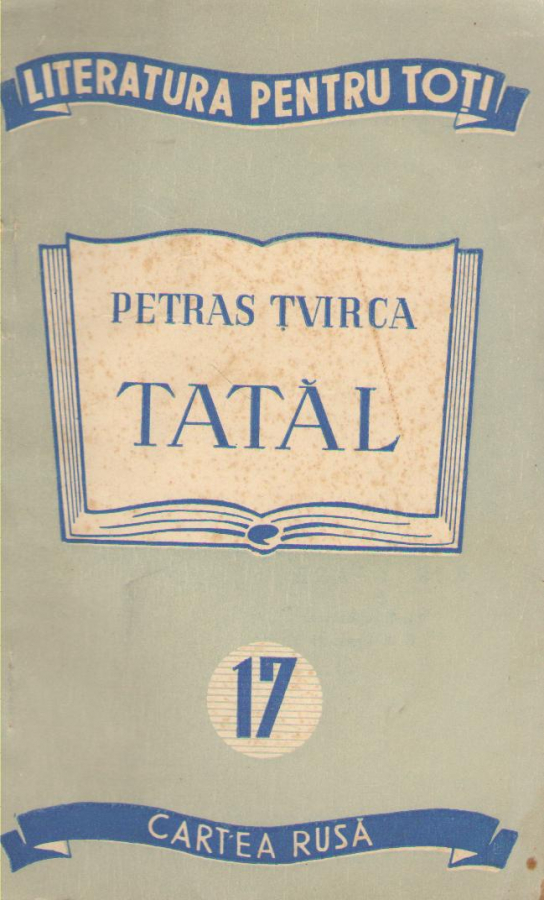 LITERATURA PENTRU TOȚI
PETRAS ȚVIRCA
TATĂL
17
CARTEA RUSĂ